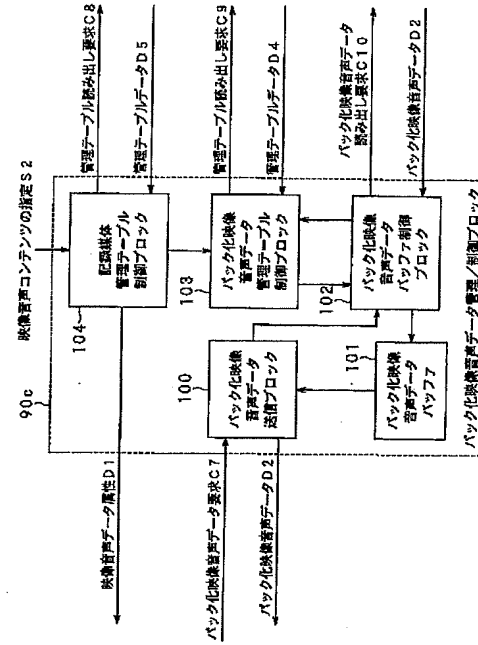 90c
映像音声コンテンツの指定S2
管理テーブル読み出し要求C8
管理テーブルデータD5
管理テーブル読み出し要求C9
管理テーブルデータD4
パック化映像音声データ
読み出し要求C10
パック化映像音声データD2
映像音声データ属性D1
パック化映像音声データ要求C7
パック化映像音声データD2
104
記録媒体
管理テーブル
制御ブロック
103
パック化映像
音声データ
管理テーブル
制御ブロック
100
パック化映像
音声データ
送信ブロック
102
パック化映像
音声データ
バッファ制御
ブロック
101
パック化映像
音声データ
バッファ
パック化映像音声データ管理/制御ブロック